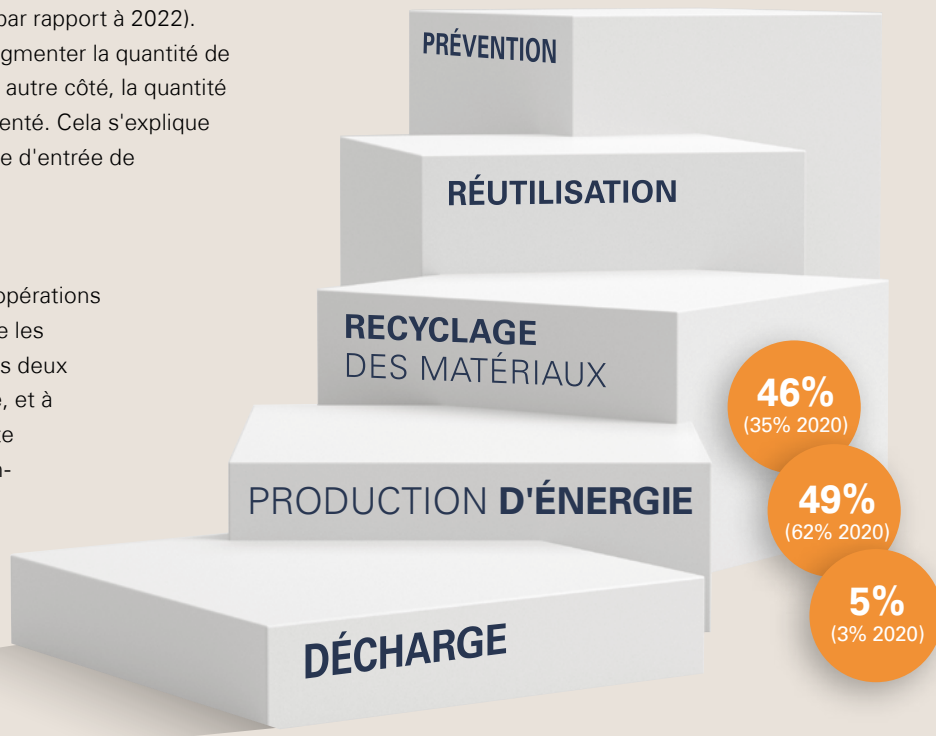 par rapport à 2022).
gmenter la quantité de
autre côté, la quantité
enté. Cela s'explique
e d'entrée de
opérations
e les
s deux
, et à
te
n-
PRÉVENTION
RÉUTILISATION
RECYCLAGE
DES MATÉRIAUX
PRODUCTION D'ÉNERGIE
DÉCHARGE
46%
(35% 2020)
49%
(62% 2020)
5%
(3% 2020)